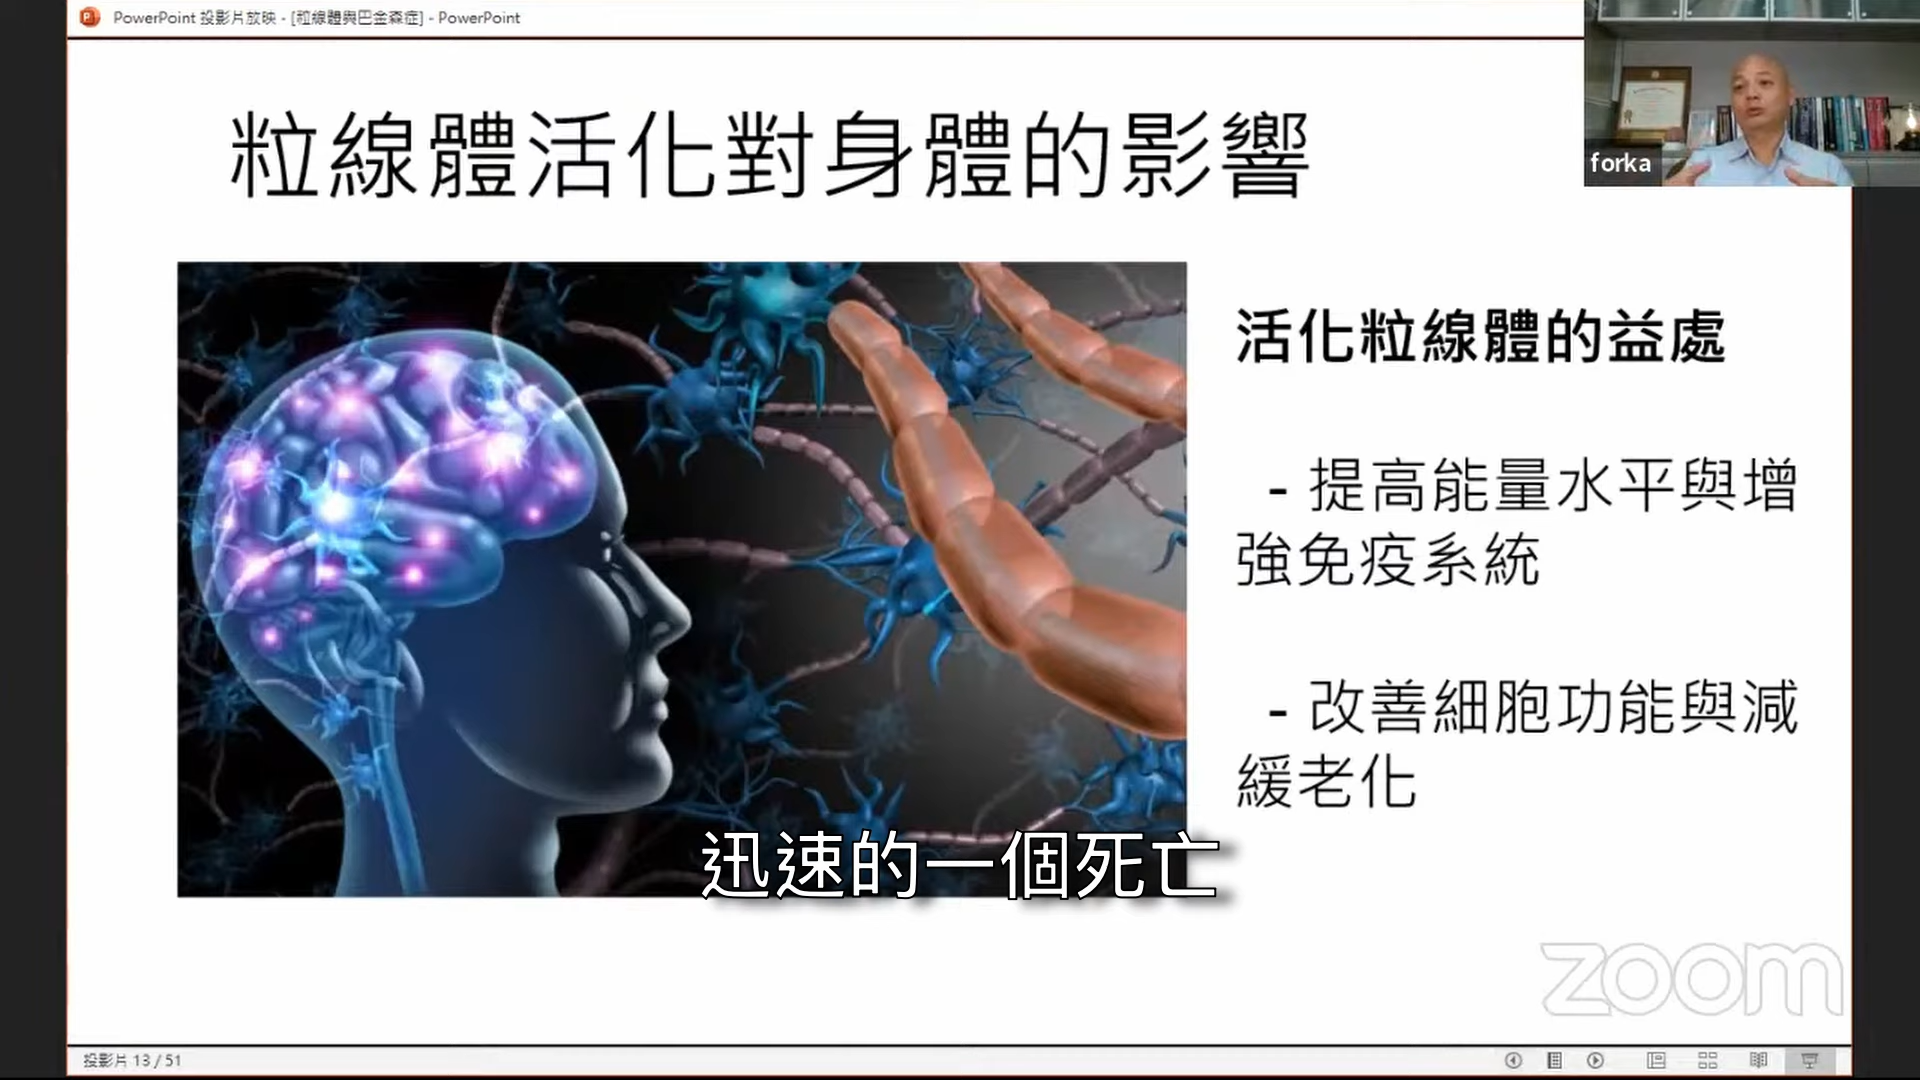 PowerPoint 投影片放映 - [粒線體與巴金森症] - PowerPoint
forka
粒線體活化對身體的影響
活化粒線體的益處
- 提高能量水平與增
強免疫系統
- 改善細胞功能與減
緩老化
迅速的一個死亡
zoom
投影片 13 / 51